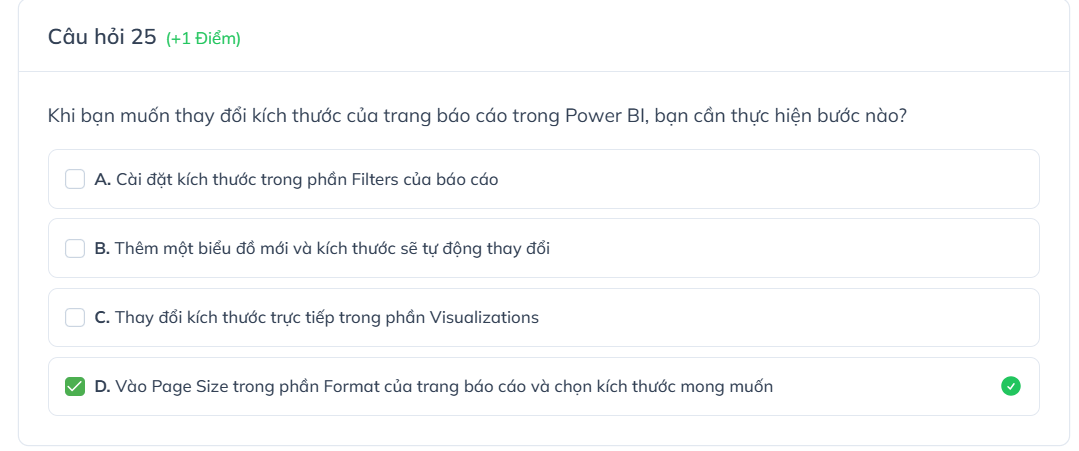 Câu hỏi 25 (+1 Điểm)
Khi bạn muốn thay đổi kích thước của trang báo cáo trong Power BI, bạn cần thực hiện bước nào?
A. Cài đặt kích thước trong phần Filters của báo cáo
B. Thêm một biểu đồ mới và kích thước sẽ tự động thay đổi
C. Thay đổi kích thước trực tiếp trong phần Visualizations
D. Vào Page Size trong phần Format của trang báo cáo và chọn kích thước mong muốn